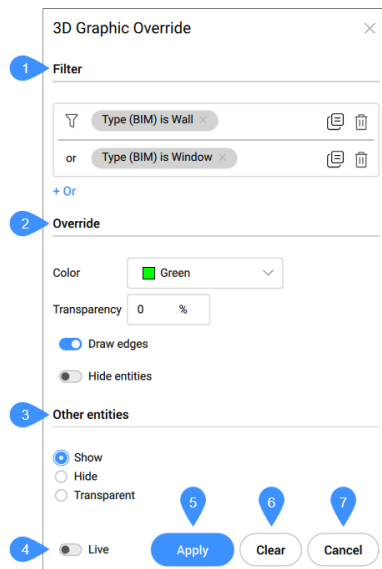 3D Graphic Override
1 Filter
Type (BIM) is Wall ×
or Type (BIM) is Window ×
+ Or
2 Override
Color Green
Transparency 0 %
Draw edges
Hide entities
3 Other entities
Show
Hide
Transparent
5 6 7
4 Live Apply Clear Cancel